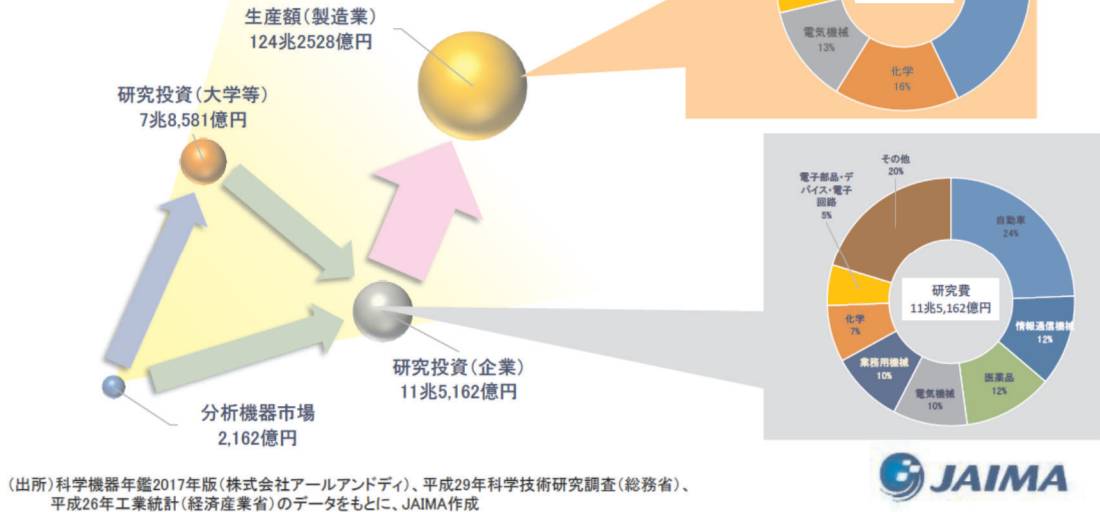 生産額(製造業)
124兆2528億円
電気機械
13%
化学
16%
研究投資(大学等)
7兆8,581億円
その他
20%
電子部品・デ
バイス・電子
回路
5%
自動車
24%
研究費
11兆5,162億円
化学
7%
情報通信機械
12%
業務用機械
10%
医薬品
12%
電気機械
10%
研究投資(企業)
11兆5,162億円
分析機器市場
2,162億円
JAIMA
(出所)科学機器年鑑2017年版(株式会社アールアンドディ)、平成29年科学技術研究調査(総務省)、
平成26年工業統計(経済産業省)のデータをもとに、JAIMA作成